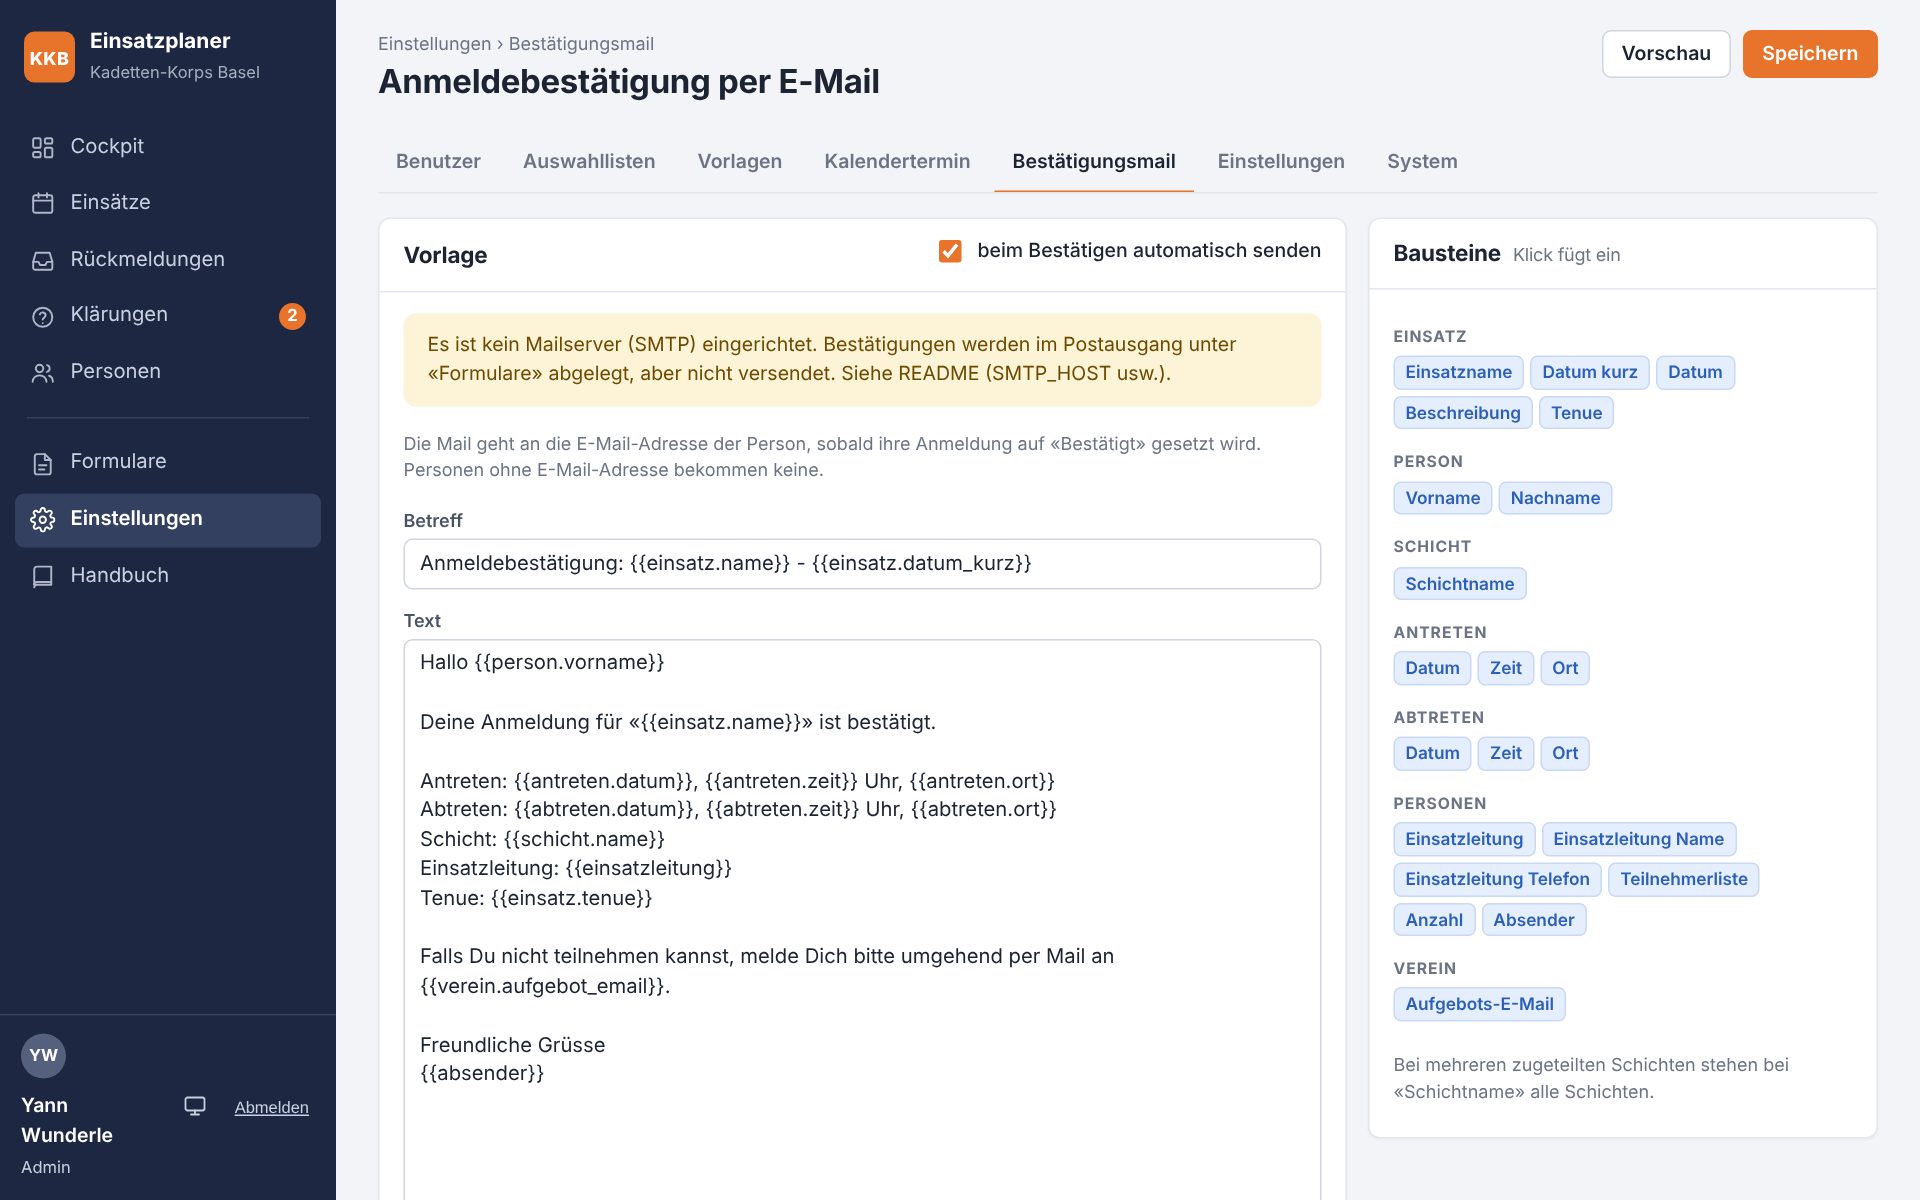 KKB
Einsatzplaner
Kadetten-Korps Basel
Cockpit
Einsätze
Rückmeldungen
Klärungen
2
Personen
Formulare
Einstellungen
Handbuch
YW
Yann
Wunderle
Abmelden
Admin
Einstellungen › Bestätigungsmail
Anmeldebestätigung per E-Mail
Vorschau
Speichern
Benutzer
Auswahllisten
Vorlagen
Kalendertermin
Bestätigungsmail
Einstellungen
System
Vorlage
beim Bestätigen automatisch senden
Es ist kein Mailserver (SMTP) eingerichtet. Bestätigungen werden im Postausgang unter
«Formulare» abgelegt, aber nicht versendet. Siehe README (SMTP_HOST usw.).
Die Mail geht an die E-Mail-Adresse der Person, sobald ihre Anmeldung auf «Bestätigt» gesetzt wird.
Personen ohne E-Mail-Adresse bekommen keine.
Betreff
Anmeldebestätigung: {{einsatz.name}} - {{einsatz.datum_kurz}}
Text
Hallo {{person.vorname}}
Deine Anmeldung für «{{einsatz.name}}» ist bestätigt.
Antreten: {{antreten.datum}}, {{antreten.zeit}} Uhr, {{antreten.ort}}
Abtreten: {{abtreten.datum}}, {{abtreten.zeit}} Uhr, {{abtreten.ort}}
Schicht: {{schicht.name}}
Einsatzleitung: {{einsatzleitung}}
Tenue: {{einsatz.tenue}}
Falls Du nicht teilnehmen kannst, melde Dich bitte umgehend per Mail an
{{verein.aufgebot_email}}.
Freundliche Grüsse
{{absender}}
Bausteine Klick fügt ein
EINSATZ
Einsatzname Datum kurz Datum
Beschreibung Tenue
PERSON
Vorname Nachname
SCHICHT
Schichtname
ANTRETEN
Datum Zeit Ort
ABTRETEN
Datum Zeit Ort
PERSONEN
Einsatzleitung Einsatzleitung Name
Einsatzleitung Telefon Teilnehmerliste
Anzahl Absender
VEREIN
Aufgebots-E-Mail
Bei mehreren zugeteilten Schichten stehen bei
«Schichtname» alle Schichten.